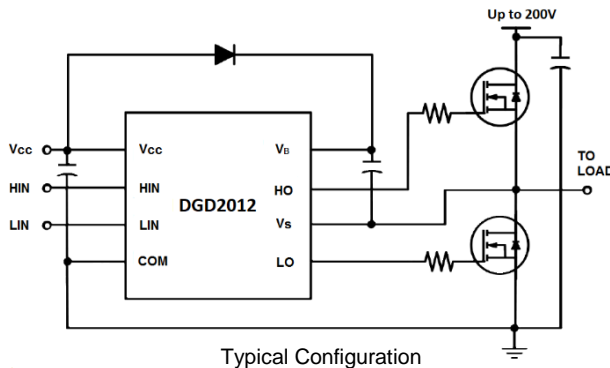 Up to 200V
Vcc
HIN
LIN
Vcc
HIN
LIN
COM
DGD2012
VB
HO
Vs
LO
TO
LOAD
Typical Configuration